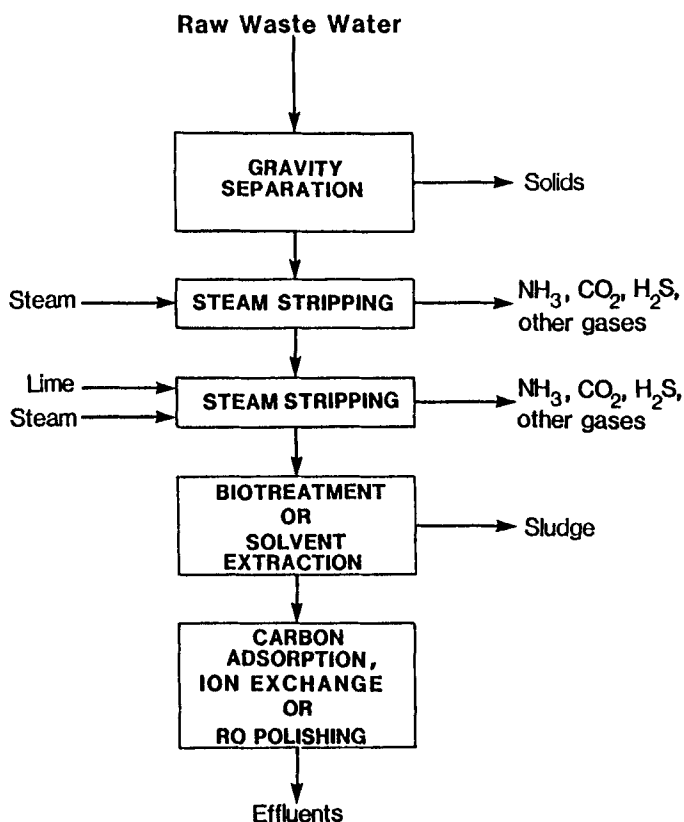 Raw Waste Water
GRAVITY
SEPARATION
Solids
Steam
STEAM STRIPPING
NH₃, CO₂, H₂S,
other gases
Lime
Steam
STEAM STRIPPING
NH₃, CO₂, H₂S,
other gases
BIOTREATMENT
OR
SOLVENT
EXTRACTION
Sludge
CARBON
ADSORPTION,
ION EXCHANGE
OR
RO POLISHING
Effluents